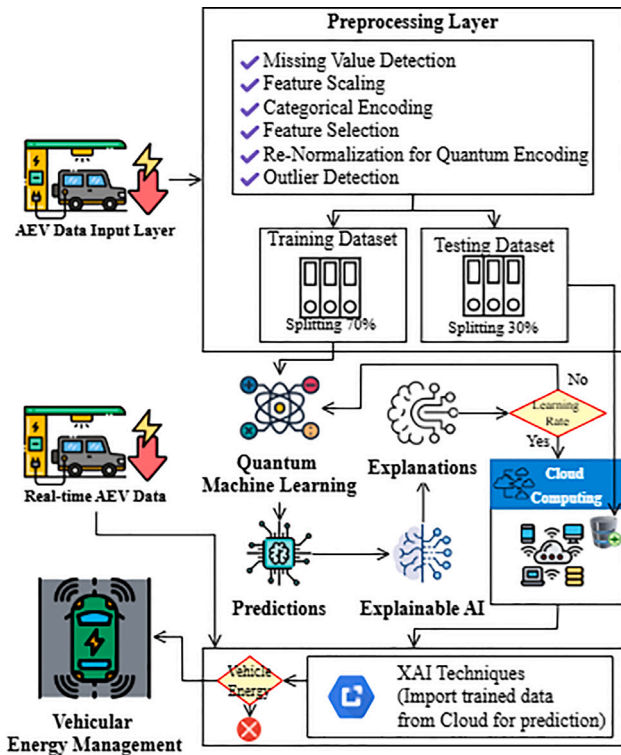 Preprocessing Layer
Missing Value Detection
Feature Scaling
Categorical Encoding
Feature Selection
Re-Normalization for Quantum Encoding
Outlier Detection
AEV Data Input Layer
Training Dataset
Splitting 70%
Testing Dataset
Splitting 30%
No
Learning
Rate
Yes
Quantum
Machine Learning
Explanations
Cloud
Computing
Real-time AEV Data
Predictions
Explainable AI
Vehicle
Energy
XAI Techniques
(Import trained data
from Cloud for prediction)
Vehicular
Energy Management